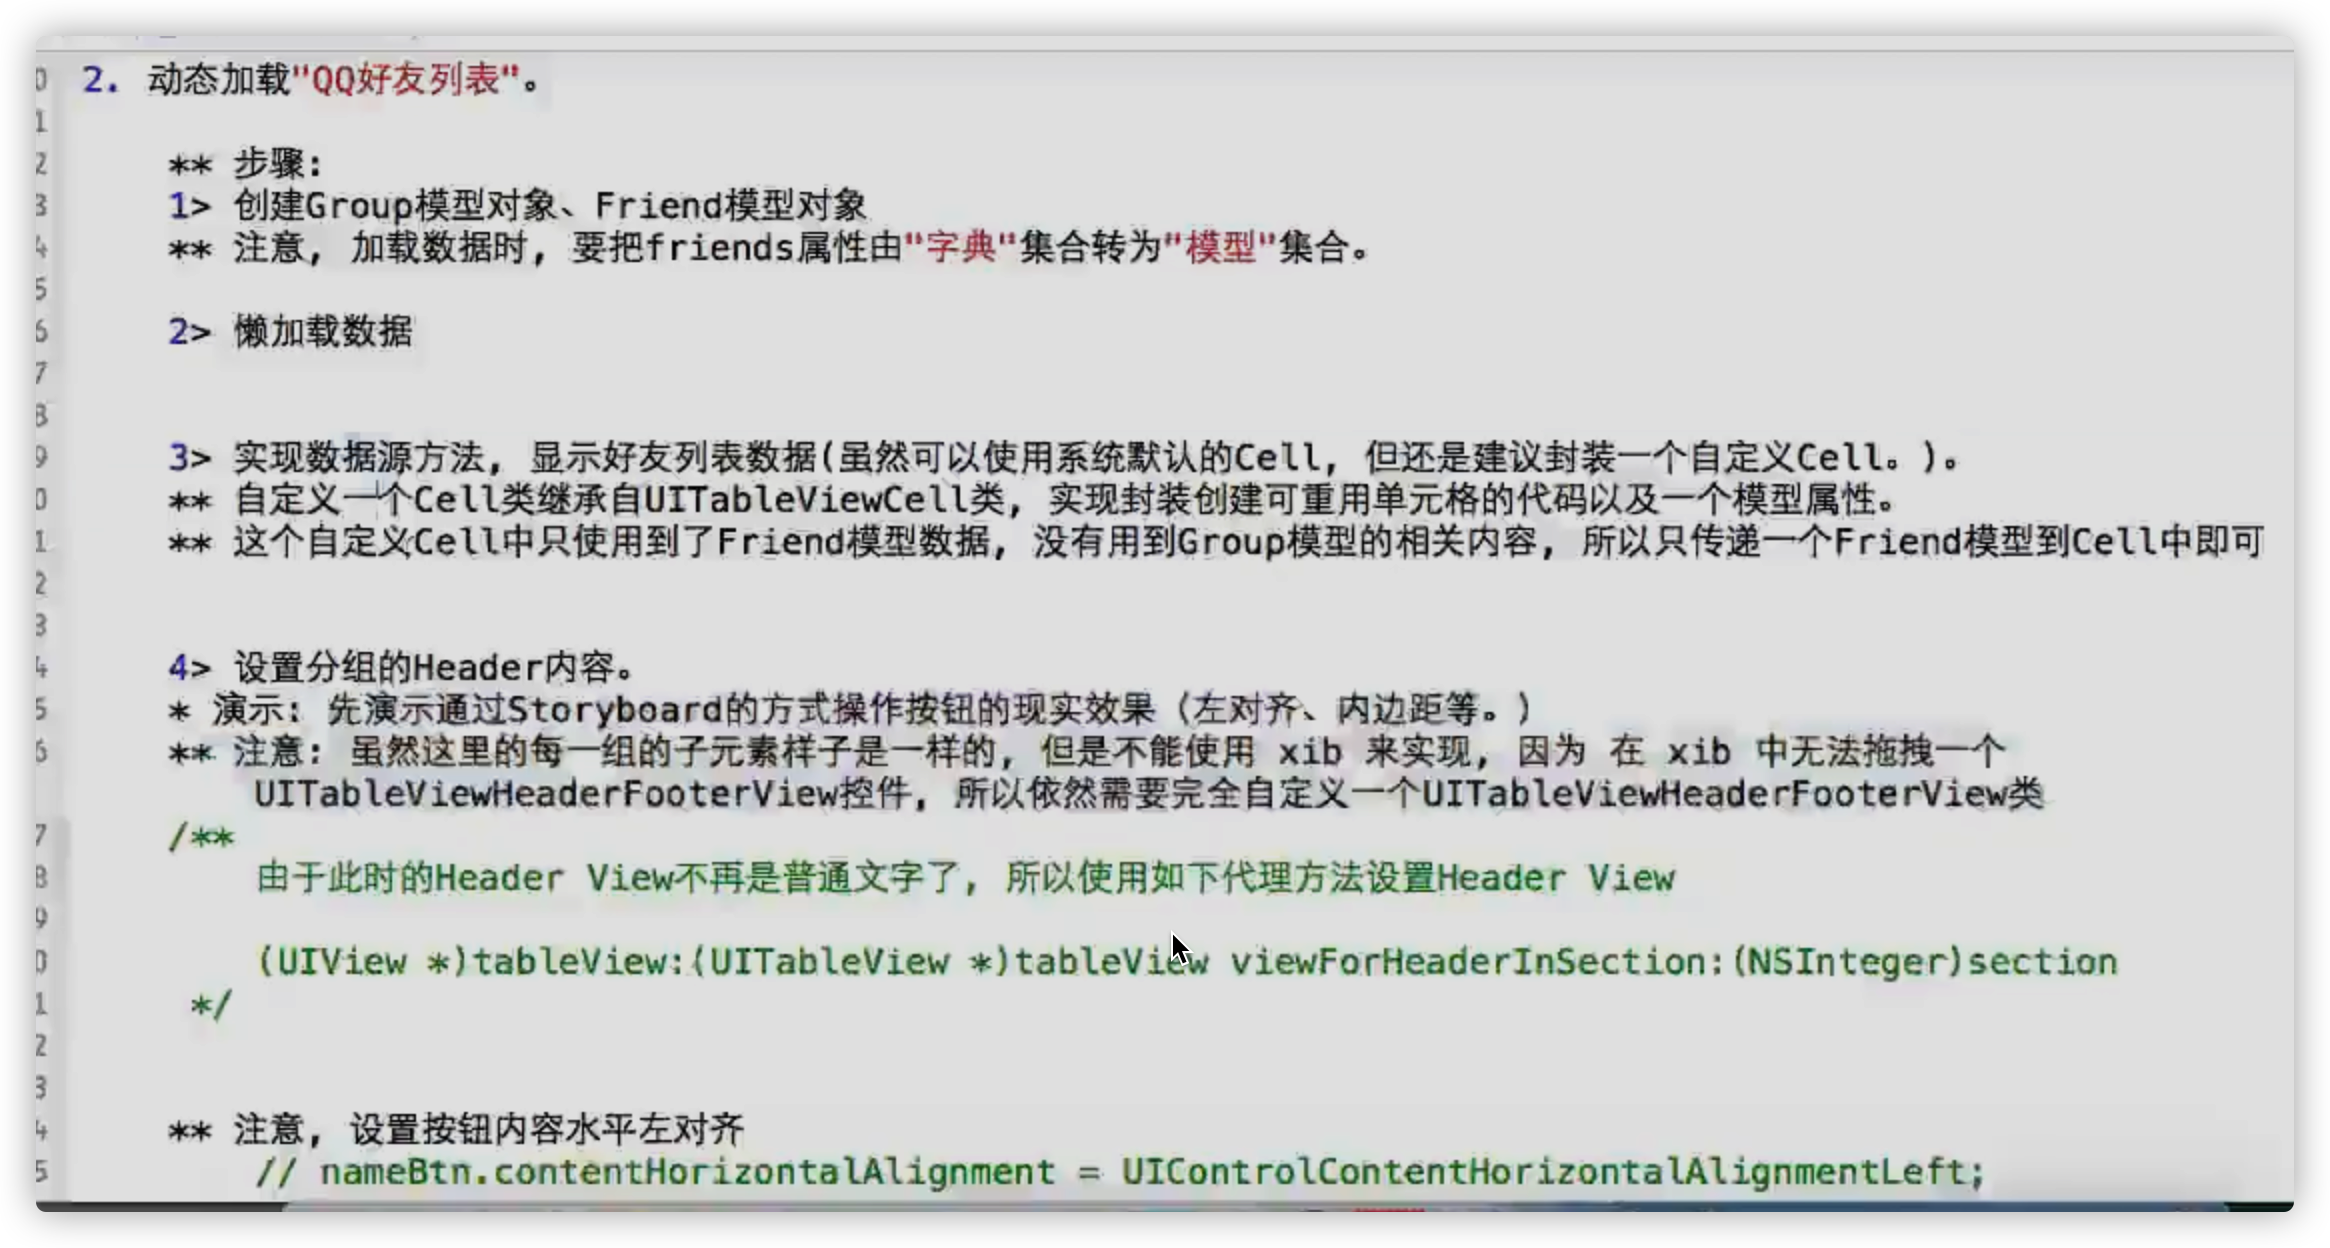 0 2. 动态加载"QQ好友列表"。
1
2 ** 步骤:
3 1> 创建Group模型对象、Friend模型对象
4 ** 注意, 加载数据时, 要把friends属性由"字典"集合转为"模型"集合。
5
6 2> 懒加载数据
7
8
9 3> 实现数据源方法, 显示好友列表数据(虽然可以使用系统默认的Cell, 但还是建议封装一个自定义Cell。)。
0 ** 自定义一个Cell类继承自UITableViewCell类, 实现封装创建可重用单元格的代码以及一个模型属性。
1 ** 这个自定义Cell中只使用到了Friend模型数据, 没有用到Group模型的相关内容, 所以只传递一个Friend模型到Cell中即可
2
3
4 4> 设置分组的Header内容。
5 * 演示: 先演示通过Storyboard的方式操作按钮的现实效果（左对齐、内边距等。）
6 ** 注意: 虽然这里的每一组的子元素样子是一样的, 但是不能使用 xib 来实现, 因为 在 xib 中无法拖拽一个
UITableViewHeaderFooterView控件, 所以依然需要完全自定义一个UITableViewHeaderFooterView类
7 /**
8 由于此时的Header View不再是普通文字了, 所以使用如下代理方法设置Header View
9
0 (UIView *)tableView:(UITableView *)tableView viewForHeaderInSection:(NSInteger)section
1 */
2
3
4 ** 注意, 设置按钮内容水平左对齐
5 // nameBtn.contentHorizontalAlignment = UIControlContentHorizontalAlignmentLeft;